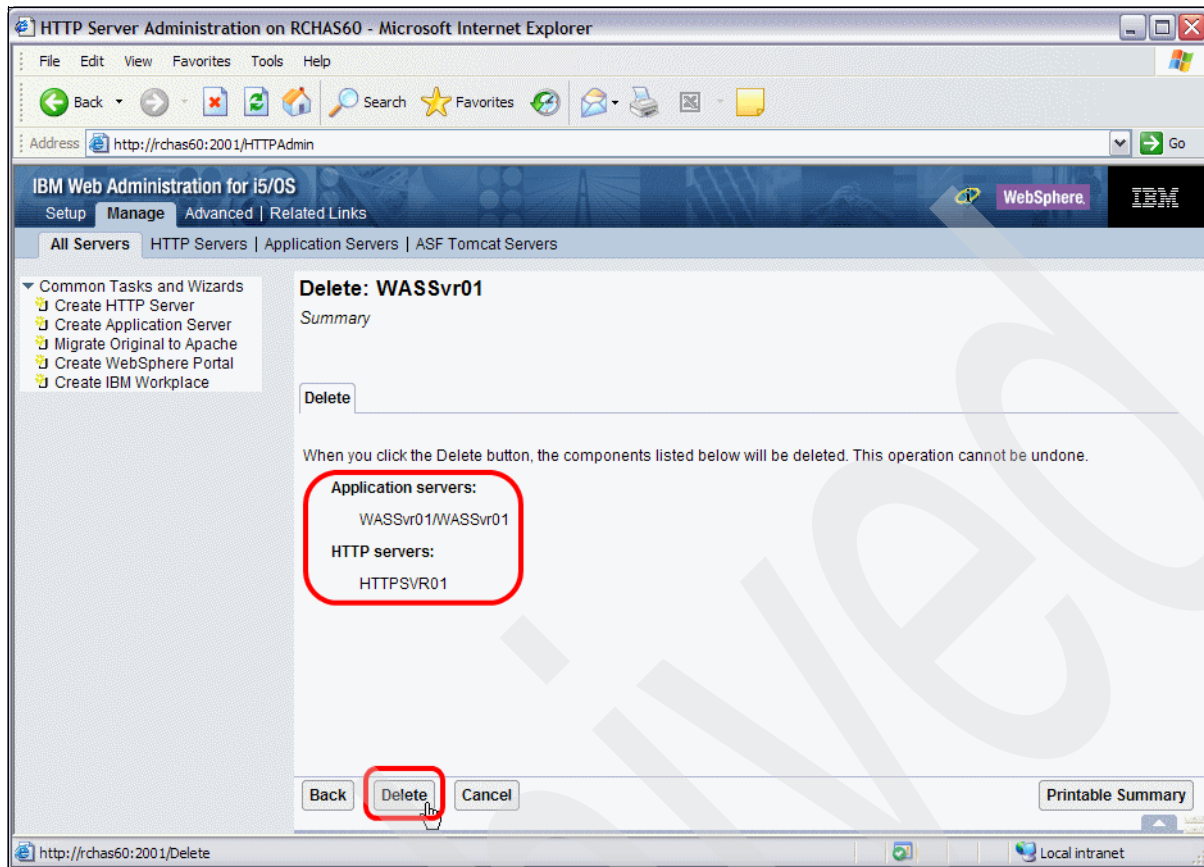 HTTP Server Administration on RCHAS60 - Microsoft Internet Explorer
File Edit View Favorites Tools Help
Back Search Favorites
Address http://rchas60:2001/HTTPAdmin Go
IBM Web Administration for i5/OS
WebSphere. IBM
Setup Manage Advanced | Related Links
All Servers HTTP Servers | Application Servers | ASF Tomcat Servers
Common Tasks and Wizards
Create HTTP Server
Create Application Server
Migrate Original to Apache
Create WebSphere Portal
Create IBM Workplace
Delete: WASSvr01
Summary
Delete
When you click the Delete button, the components listed below will be deleted. This operation cannot be undone.
Application servers:
WASSvr01/WASSvr01
HTTP servers:
HTTPSVR01
Back Delete Cancel Printable Summary
http://rchas60:2001/Delete Local intranet